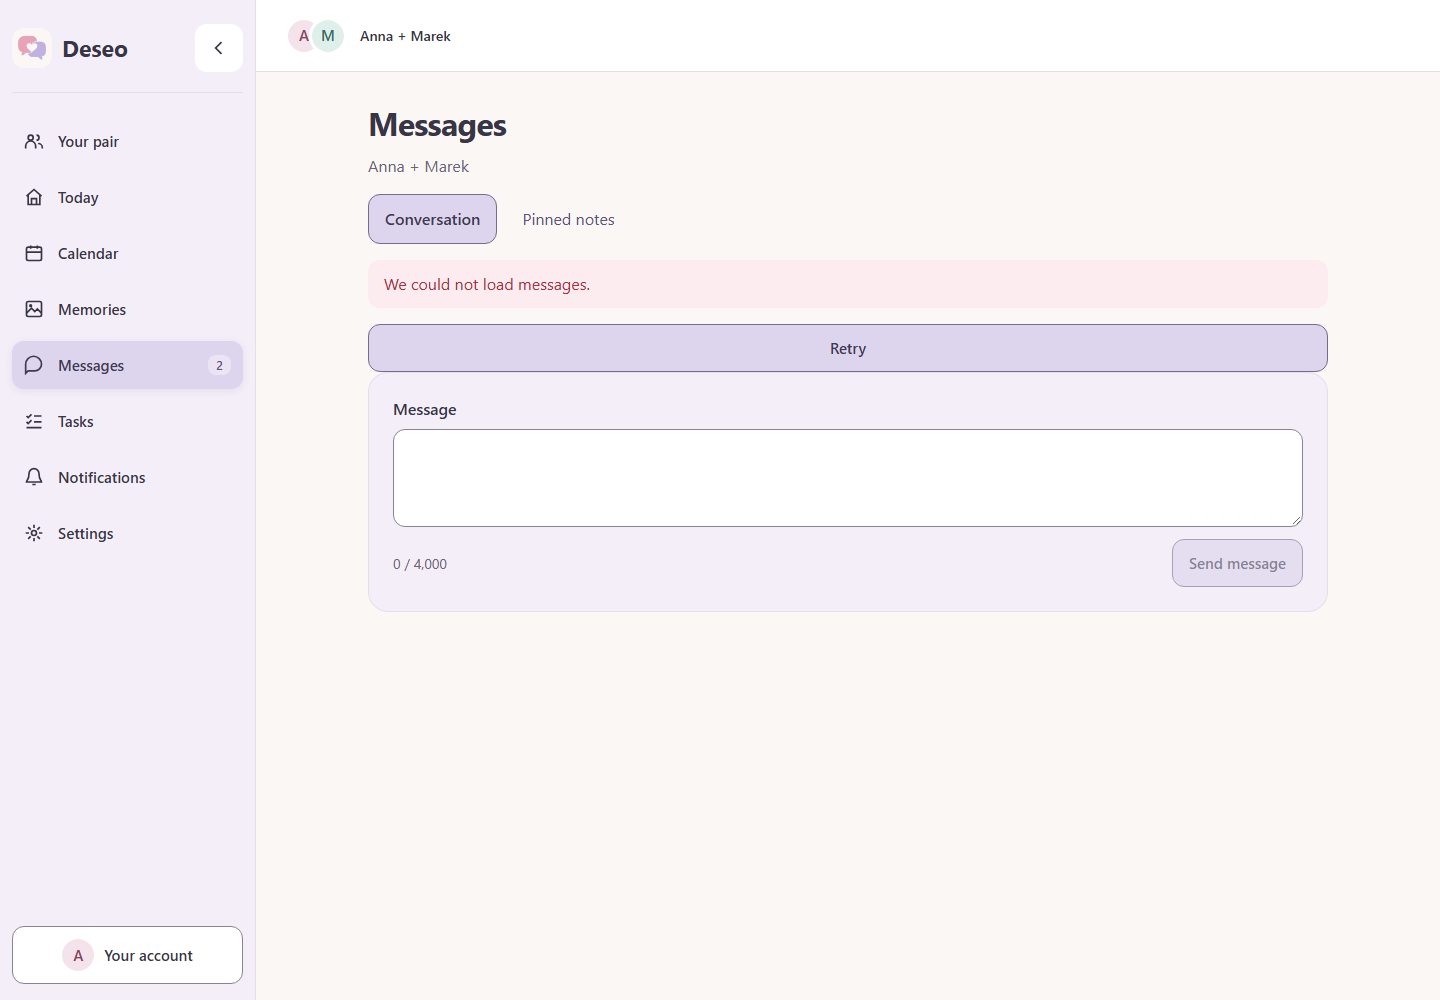 Deseo
A M Anna + Marek
Your pair
Today
Calendar
Memories
Messages 2
Tasks
Notifications
Settings
A Your account
Messages
Anna + Marek
Conversation Pinned notes
We could not load messages.
Retry
Message
0 / 4,000 Send message